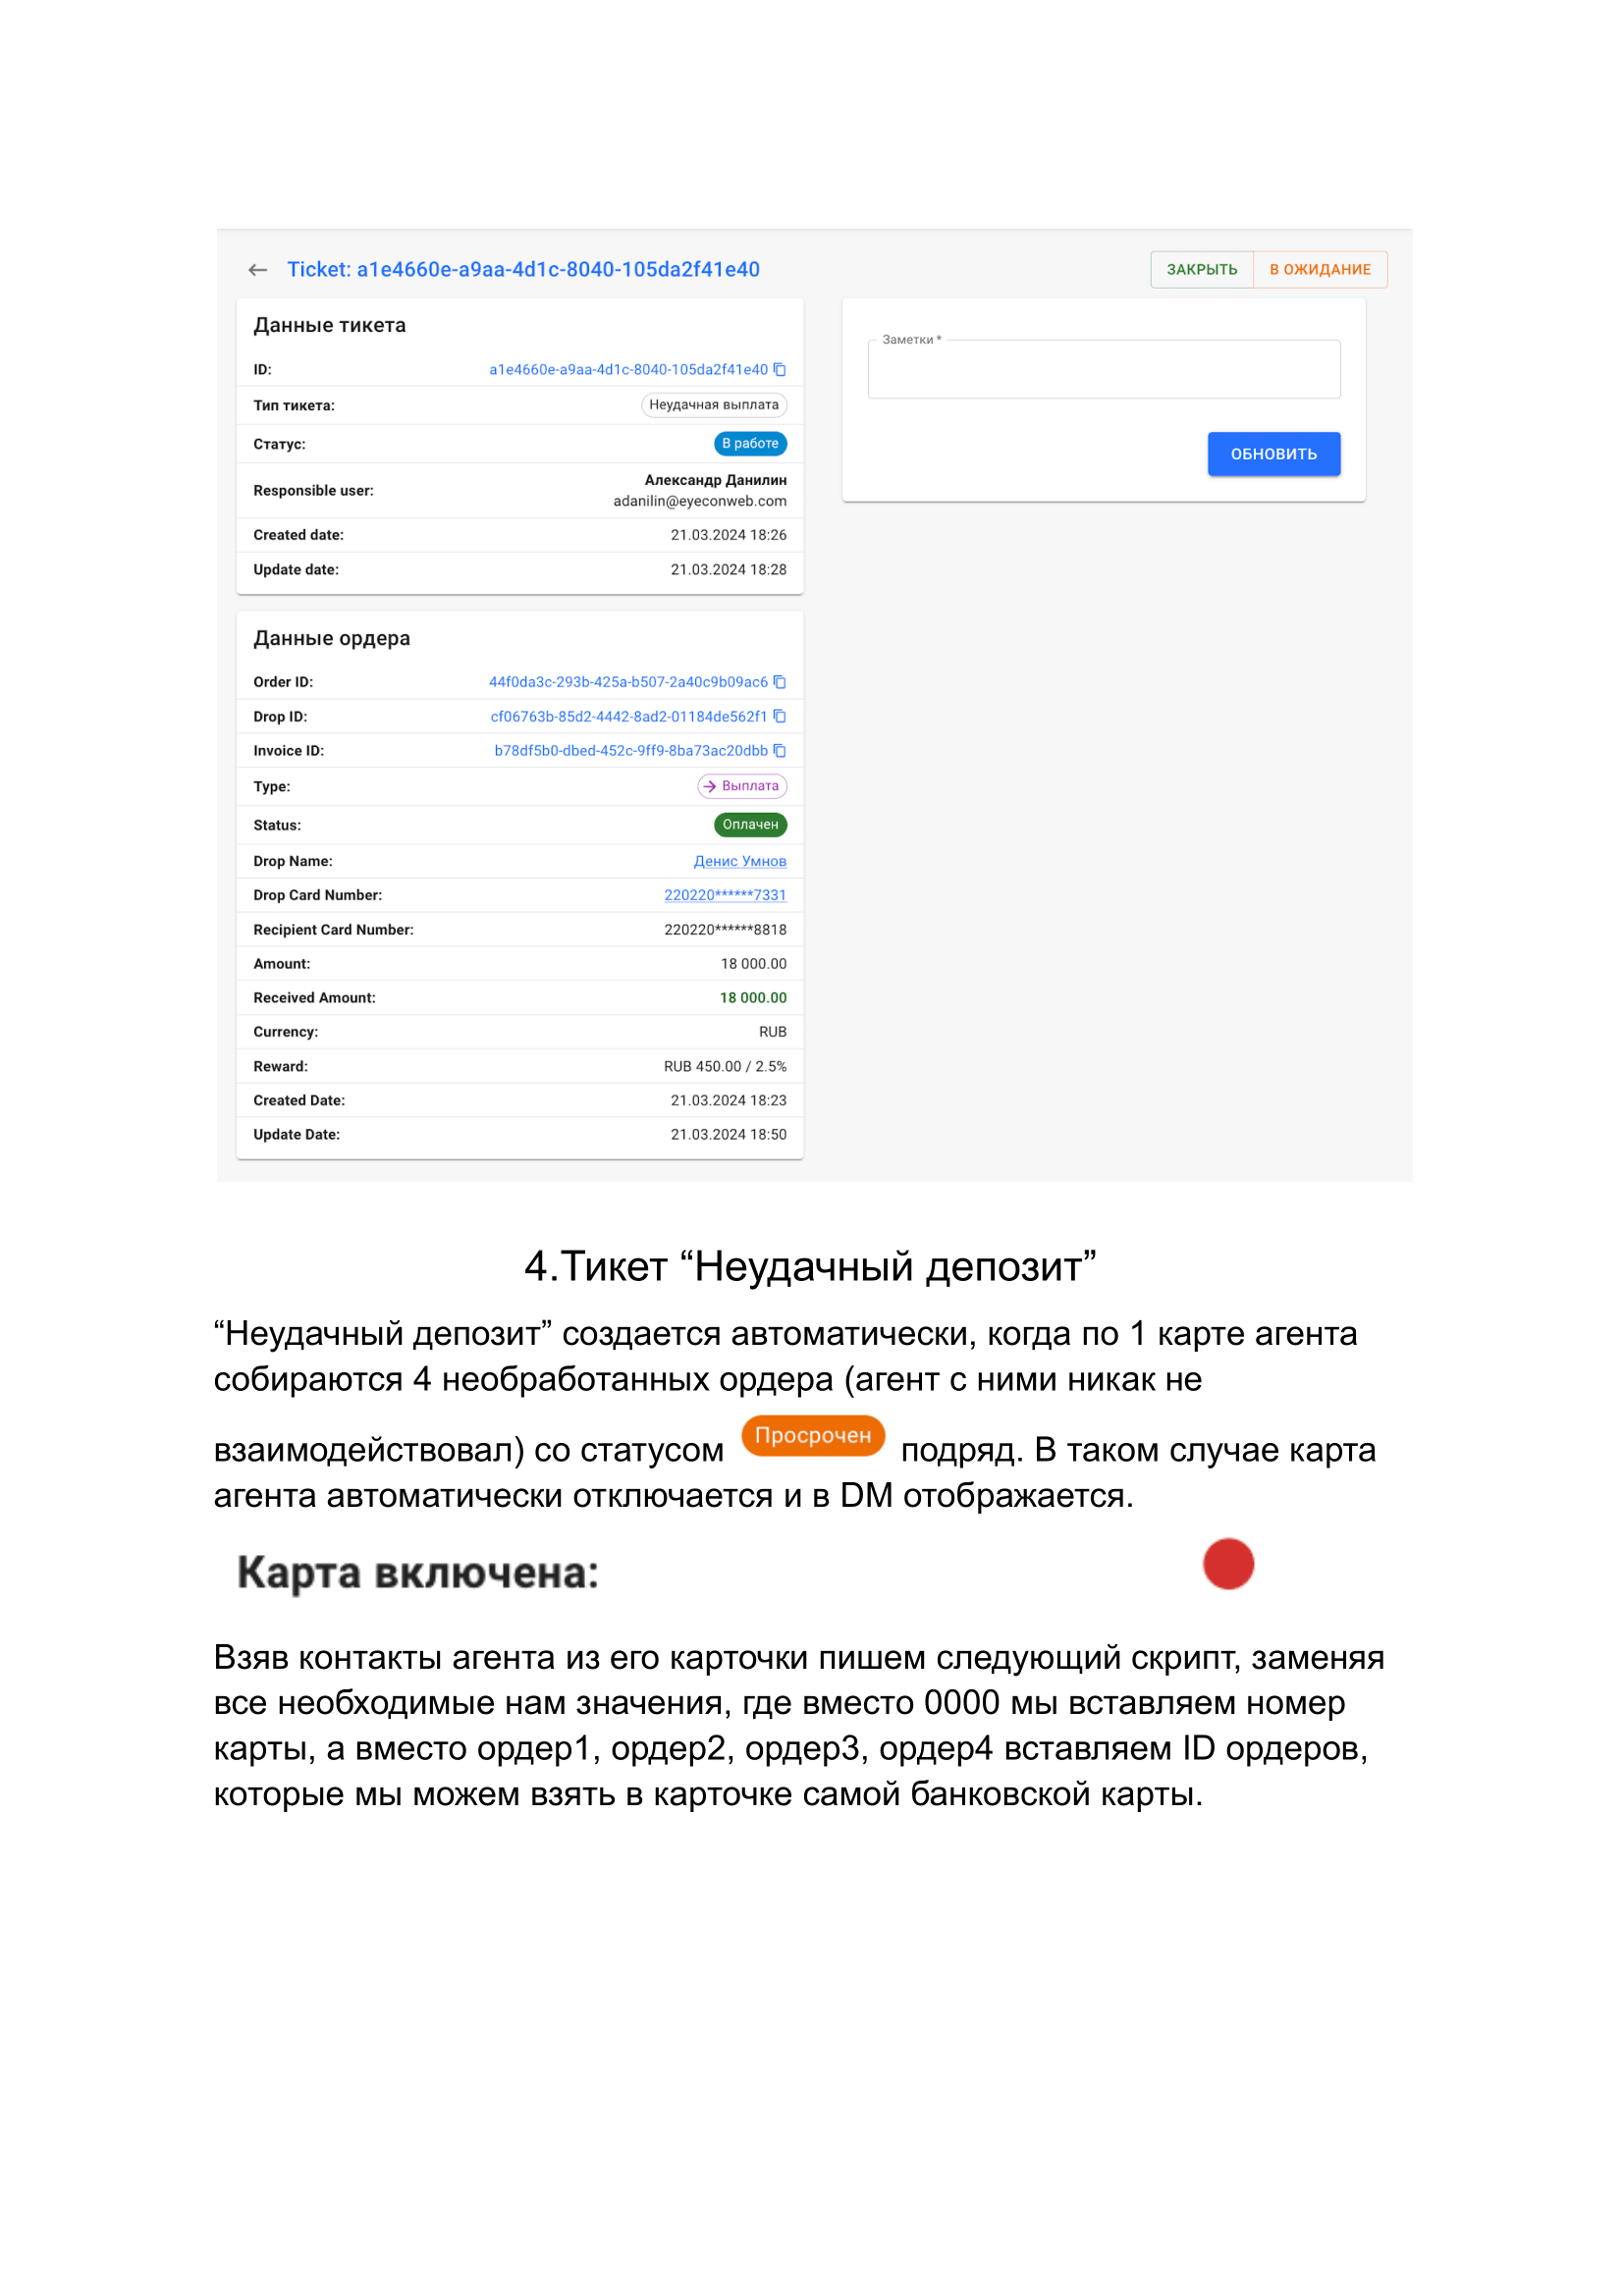 Ticket: a1e4660e-a9aa-4d1c-8040-105da2f41e40
ЗАКРЫТЬ
В ОЖИДАНИЕ
Данные тикета
ID: a1e4660e-a9aa-4d1c-8040-105da2f41e40
Тип тикета: Неудачная выплата
Статус: В работе
Responsible user: Александр Данилин
adanilin@eyeconweb.com
Created date: 21.03.2024 18:26
Update date: 21.03.2024 18:28
Заметки *
ОБНОВИТЬ
Данные ордера
Order ID: 44f0da3c-293b-425a-b507-2a40c9b09ac6
Drop ID: cf06763b-85d2-4442-8ad2-01184de562f1
Invoice ID: b78df5b0-dbed-452c-9ff9-8ba73ac20dbb
Type: Выплата
Status: Оплачен
Drop Name: Денис Умнов
Drop Card Number: 220220******7331
Recipient Card Number: 220220******8818
Amount: 18 000.00
Received Amount: 18 000.00
Currency: RUB
Reward: RUB 450.00 / 2.5%
Created Date: 21.03.2024 18:23
Update Date: 21.03.2024 18:50
4.Тикет “Неудачный депозит”
“Неудачный депозит” создается автоматически, когда по 1 карте агента
собираются 4 необработанных ордера (агент с ними никак не
взаимодействовал) со статусом Просрочен подряд. В таком случае карта
агента автоматически отключается и в DM отображается.
Карта включена:
Взяв контакты агента из его карточки пишем следующий скрипт, заменяя
все необходимые нам значения, где вместо 0000 мы вставляем номер
карты, а вместо ордер1, ордер2, ордер3, ордер4 вставляем ID ордеров,
которые мы можем взять в карточке самой банковской карты.